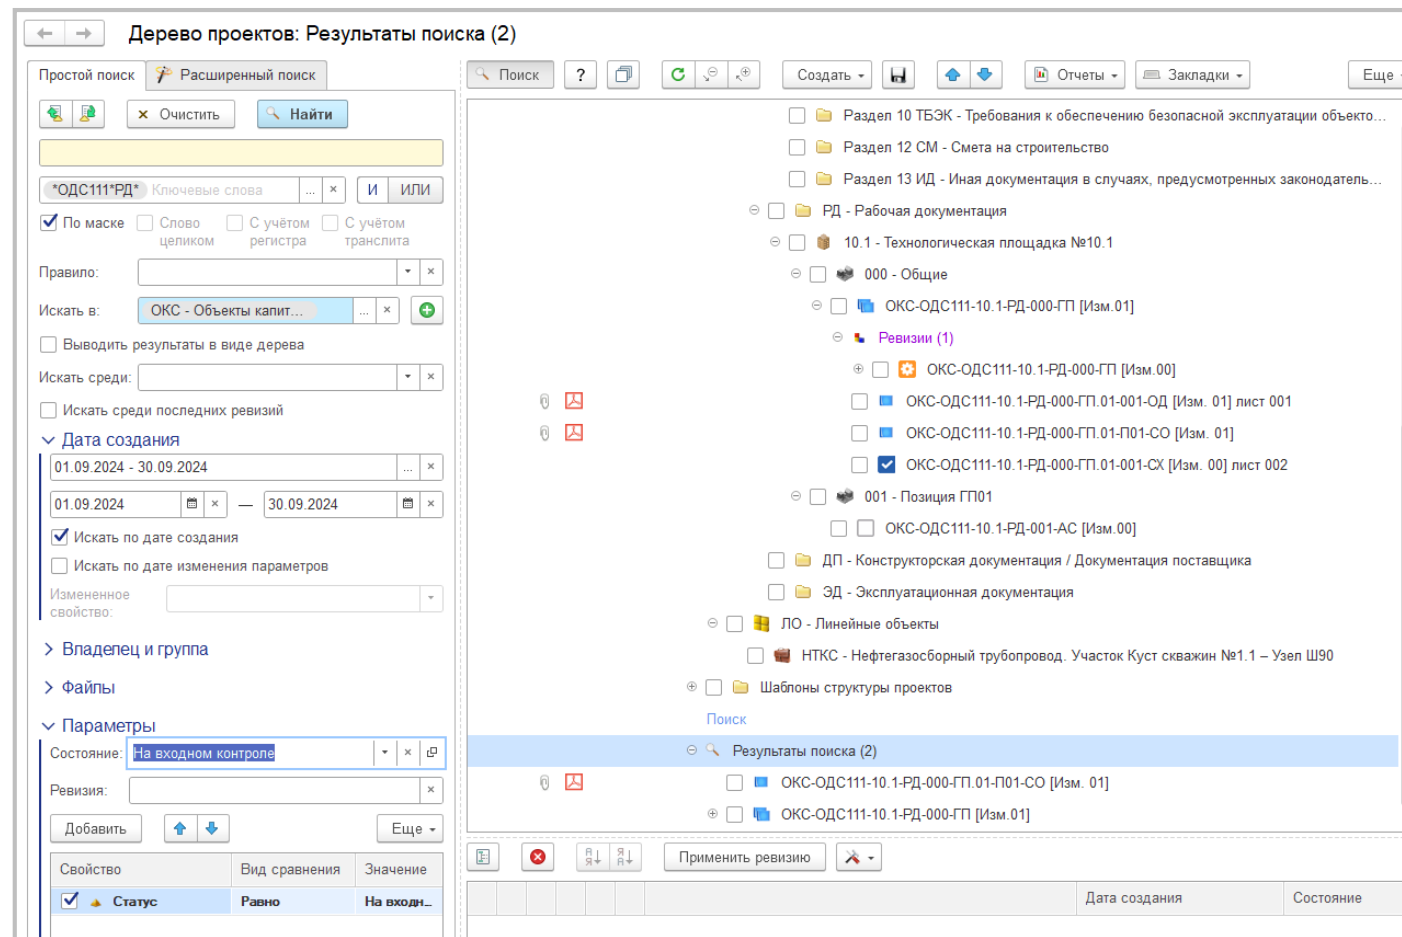 Дерево проектов: Результаты поиска (2)
Простой поиск
Расширенный поиск
Очистить
Найти
*ОДС111*РД* Ключевые слова ... × И ИЛИ
По маске
Слово целиком
С учётом регистра
С учётом транслита
Правило:
Искать в: ОКС - Объекты капит... ... ×
Выводить результаты в виде дерева
Искать среди:
Искать среди последних ревизий
Дата создания
01.09.2024 - 30.09.2024 ... ×
01.09.2024 × — 30.09.2024 ×
Искать по дате создания
Искать по дате изменения параметров
Измененное
свойство:
Владелец и группа
Файлы
Параметры
Состояние: На входном контроле
Ревизия:
Добавить
Еще
Свойство Вид сравнения Значение
Статус Равно На входн...
Поиск ? Создать Отчеты Закладки Еще
Раздел 10 ТБЭК - Требования к обеспечению безопасной эксплуатации объекто...
Раздел 12 СМ - Смета на строительство
Раздел 13 ИД - Иная документация в случаях, предусмотренных законодатель...
РД - Рабочая документация
10.1 - Технологическая площадка №10.1
000 - Общие
ОКС-ОДС111-10.1-РД-000-ГП [Изм.01]
Ревизии (1)
ОКС-ОДС111-10.1-РД-000-ГП [Изм.00]
ОКС-ОДС111-10.1-РД-000-ГП.01-001-ОД [Изм. 01] лист 001
ОКС-ОДС111-10.1-РД-000-ГП.01-П01-СО [Изм. 01]
ОКС-ОДС111-10.1-РД-000-ГП.01-001-СХ [Изм. 00] лист 002
001 - Позиция ГП01
ОКС-ОДС111-10.1-РД-001-АС [Изм.00]
ДП - Конструкторская документация / Документация поставщика
ЭД - Эксплуатационная документация
ЛО - Линейные объекты
НТКС - Нефтегазосборный трубопровод. Участок Куст скважин №1.1 – Узел Ш90
Шаблоны структуры проектов
Поиск
Результаты поиска (2)
ОКС-ОДС111-10.1-РД-000-ГП.01-П01-СО [Изм. 01]
ОКС-ОДС111-10.1-РД-000-ГП [Изм.01]
Применить ревизию
Дата создания Состояние